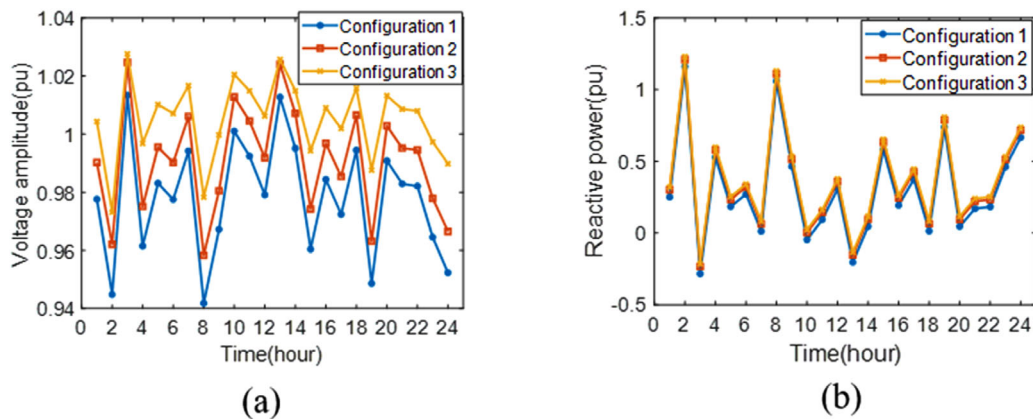 Voltage amplitude(pu)
1.04
1.02
1
0.98
0.96
0.94
Configuration 1
Configuration 2
Configuration 3
0 2 4 6 8 10 12 14 16 18 20 22 24
Time(hour)
(a)
Reactive power(pu)
1.5
1
0.5
0
-0.5
Configuration 1
Configuration 2
Configuration 3
0 2 4 6 8 10 12 14 16 18 20 22 24
Time(hour)
(b)